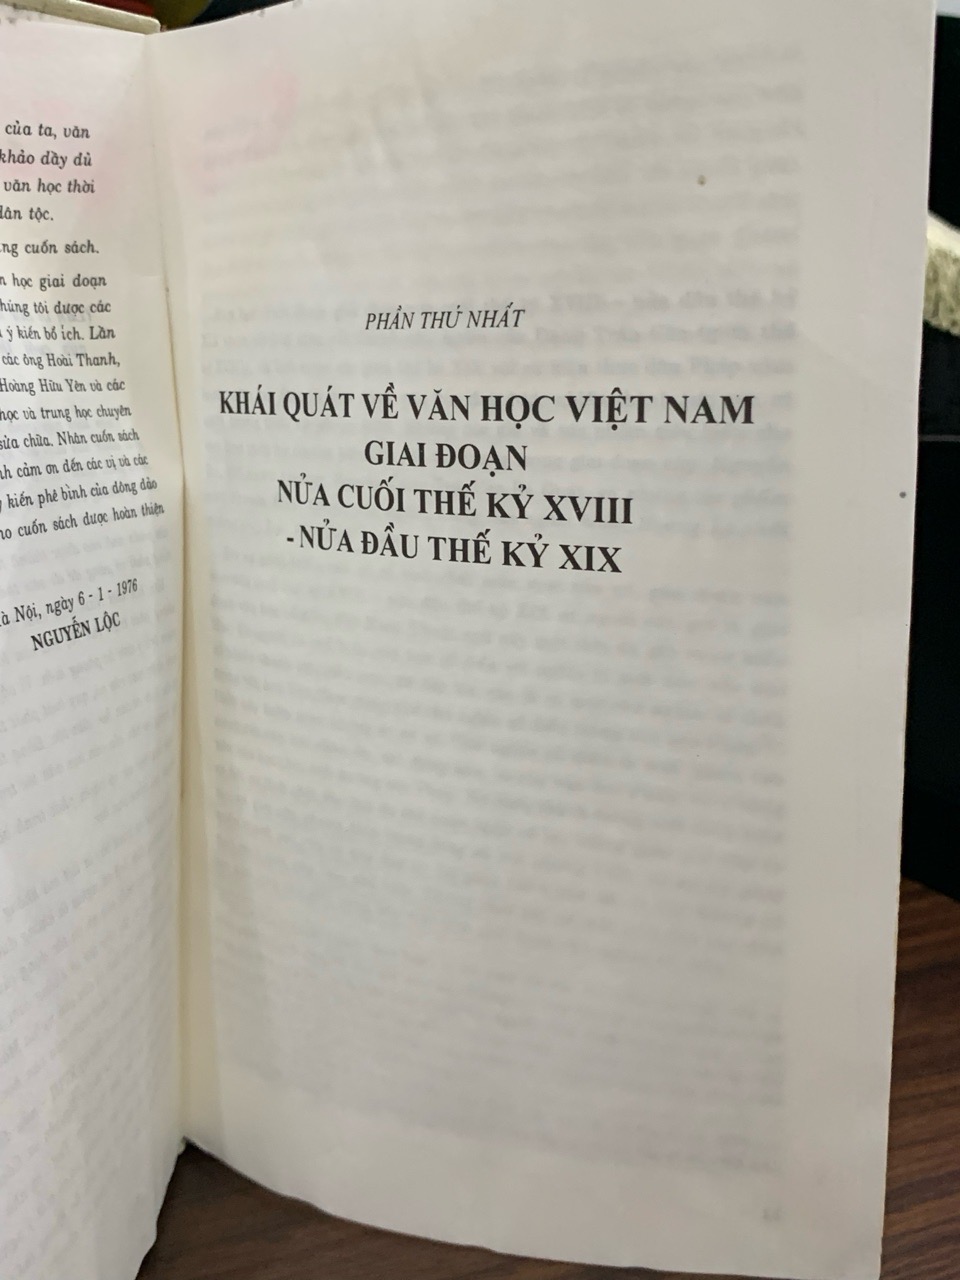 của ta, văn
khảo đầy đủ
văn học thời
dân tộc.
cuốn sách.
học giai đoạn
chúng tôi được các
ý kiến bổ ích. Lần
các ông Hoài Thanh,
Hoàng Hữu Yên và các
học và trung học chuyên
sửa chữa. Nhân cuốn sách
cảm ơn đến các vị và các
ý kiến phê bình của đông đảo
cuốn sách được hoàn thiện
Hà Nội, ngày 6 - 1 - 1976
NGUYỄN LỘC
PHẦN THỨ NHẤT
KHÁI QUÁT VỀ VĂN HỌC VIỆT NAM
GIAI ĐOẠN
NỬA CUỐI THẾ KỶ XVIII
- NỬA ĐẦU THẾ KỶ XIX